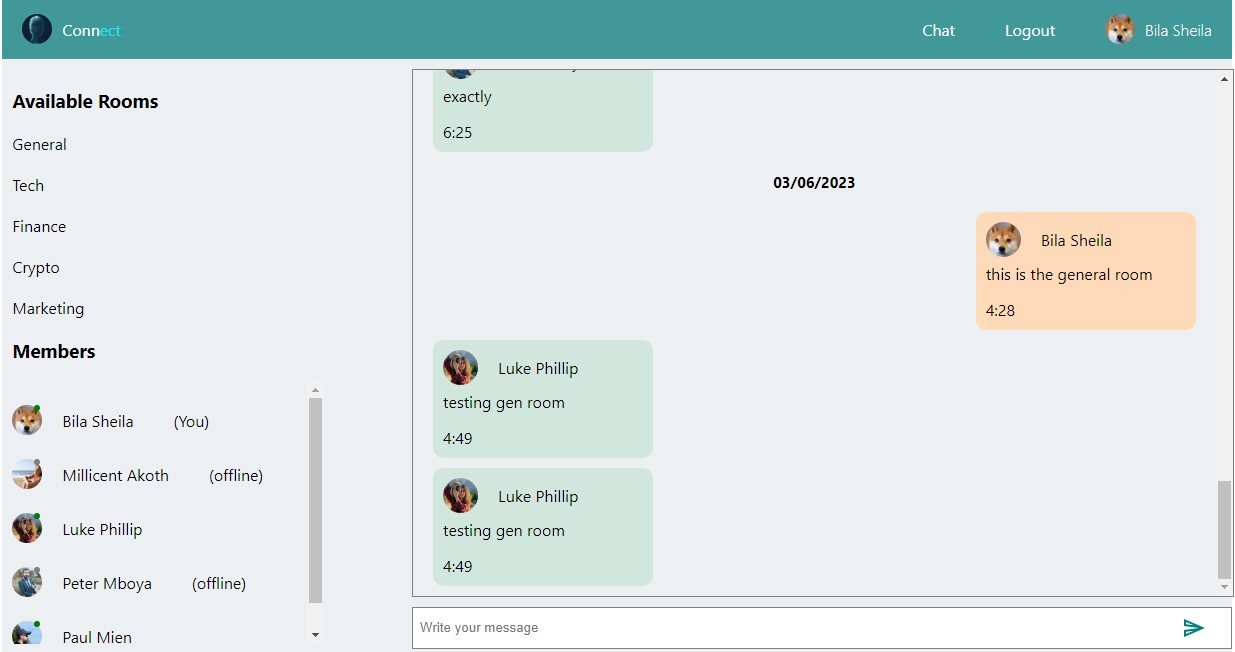 Connect
Chat
Logout
Bila Sheila
Available Rooms
General
Tech
Finance
Crypto
Marketing
Members
Bila Sheila (You)
Millicent Akoth (offline)
Luke Phillip
Peter Mboya (offline)
Paul Mien
exactly
6:25
03/06/2023
Bila Sheila
this is the general room
4:28
Luke Phillip
testing gen room
4:49
Luke Phillip
testing gen room
4:49
Write your message